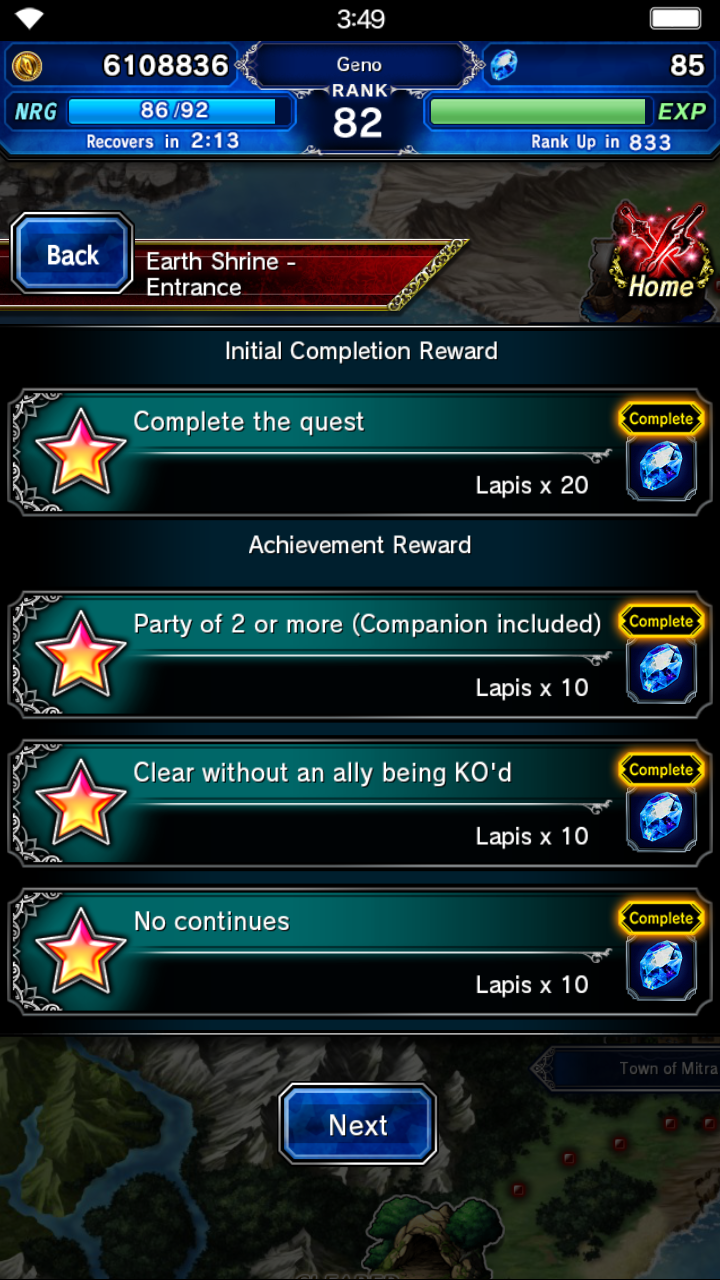 3:49
6108836
Geno
85
NRG
86/92
RANK
82
EXP
Recovers in 2:13
Rank Up in 833
Back
Earth Shrine -
Entrance
Home
Initial Completion Reward
Complete the quest
Complete
Lapis x 20
Achievement Reward
Party of 2 or more (Companion included)
Complete
Lapis x 10
Clear without an ally being KO'd
Complete
Lapis x 10
No continues
Complete
Lapis x 10
Town of Mitra
Next
CLEARED